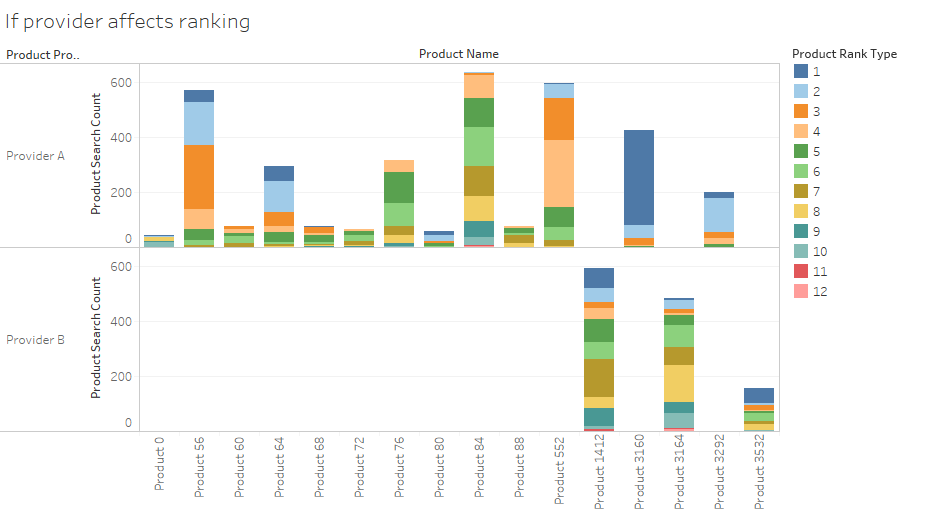 If provider affects ranking
Product Pro..
Product Name
Product Rank Type
1
2
3
4
5
6
7
8
9
10
11
12
Provider A
Product Search Count
600
400
200
0
Provider B
Product Search Count
600
400
200
0
Product 0
Product 56
Product 60
Product 64
Product 68
Product 72
Product 76
Product 80
Product 84
Product 88
Product 552
Product 1412
Product 3160
Product 3164
Product 3292
Product 3532